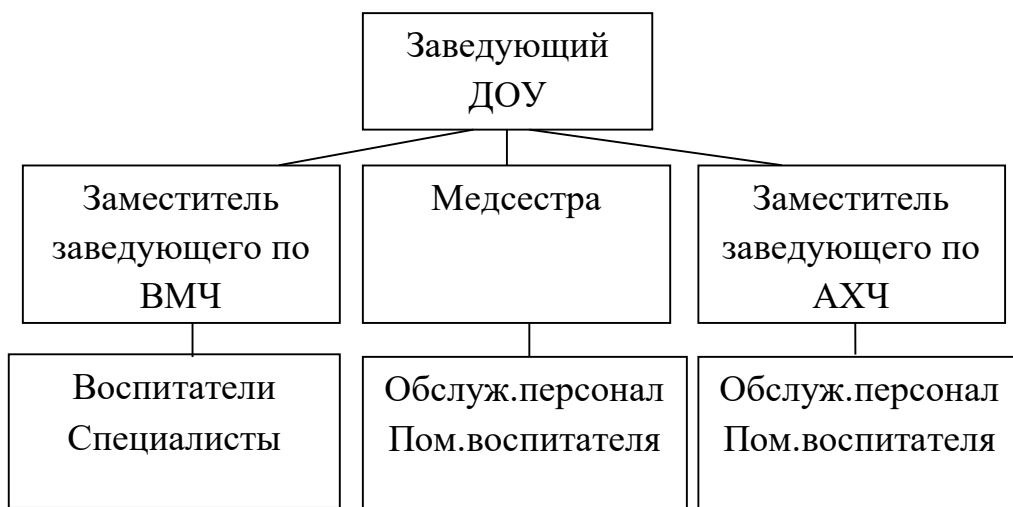 Заведующий
ДОУ
Заместитель
заведующего по
ВМЧ
Медсестра
Заместитель
заведующего по
АХЧ
Воспитатели
Специалисты
Обслуж.персонал
Пом.воспитателя
Обслуж.персонал
Пом.воспитателя